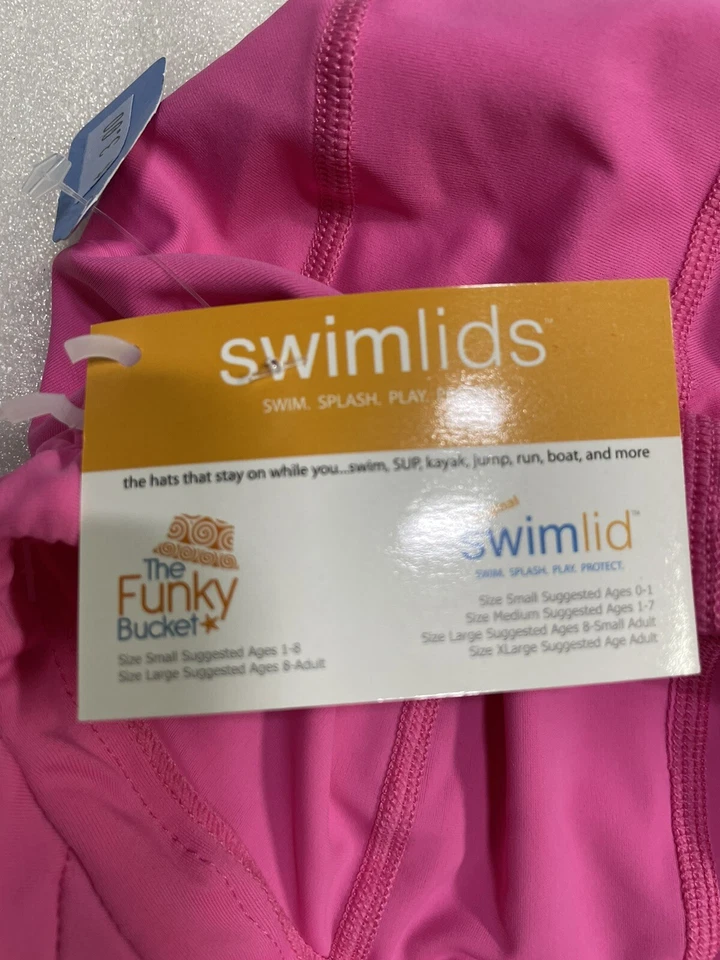 swimlids™
SWIM. SPLASH. PLAY.
the hats that stay on while you...swim, SUP, kayak, jump, run, boat, and more
The
Funky
Bucket
Size Small Suggested Ages 1-8
Size Large Suggested Ages 8-Adult
swimlid™
SWIM. SPLASH. PLAY. PROTECT.
Size Small Suggested Ages 0-1
Size Medium Suggested Ages 1-7
Size Large Suggested Ages 8-Small Adult
Size XLarge Suggested Age Adult